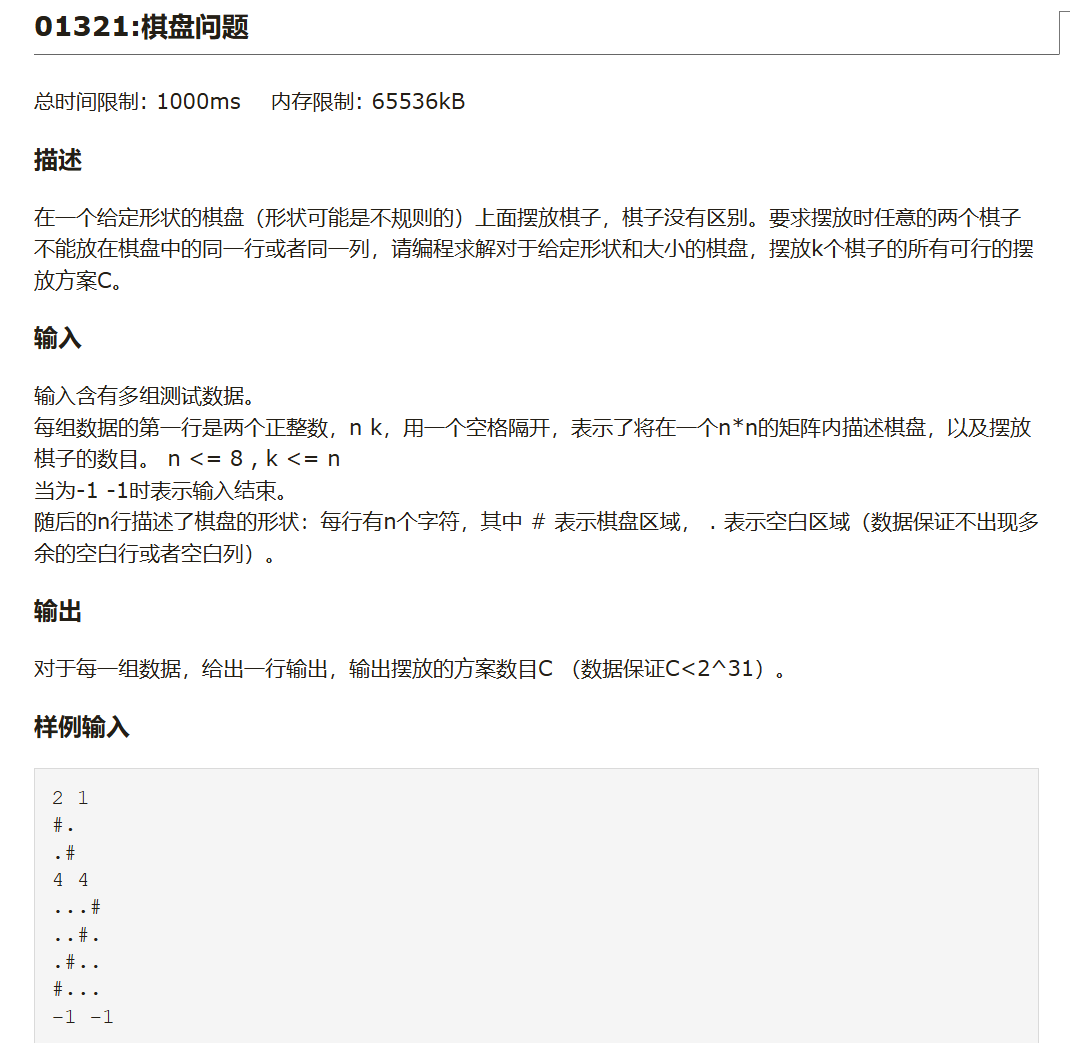 01321:棋盘问题
总时间限制: 1000ms 内存限制: 65536kB
描述
在一个给定形状的棋盘（形状可能是不规则的）上面摆放棋子，棋子没有区别。要求摆放时任意的两个棋子
不能放在棋盘中的同一行或者同一列，请编程求解对于给定形状和大小的棋盘，摆放k个棋子的所有可行的摆
放方案C。
输入
输入含有多组测试数据。
每组数据的第一行是两个正整数，n k，用一个空格隔开，表示了将在一个n*n的矩阵内描述棋盘，以及摆放
棋子的数目。 n <= 8 , k <= n
当为-1 -1时表示输入结束。
随后的n行描述了棋盘的形状：每行有n个字符，其中 # 表示棋盘区域， . 表示空白区域（数据保证不出现多
余的空白行或者空白列）。
输出
对于每一组数据，给出一行输出，输出摆放的方案数目C （数据保证C<2^31）。
样例输入
2 1
#.
.#
4 4
...#
..#.
.#..
#...
-1 -1